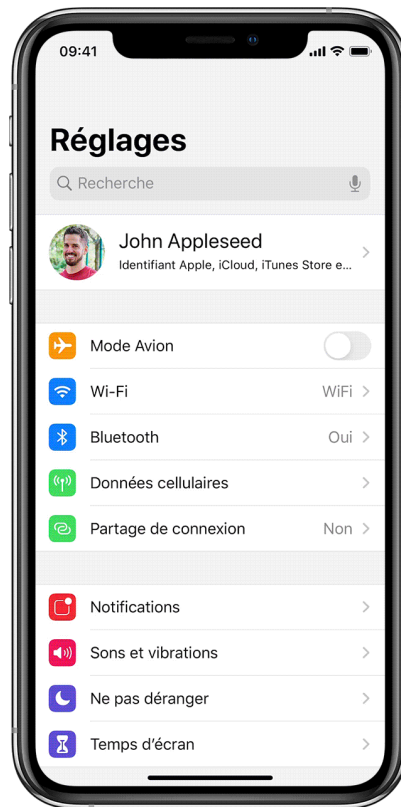 09:41
Réglages
Recherche
John Appleseed
Identifiant Apple, iCloud, iTunes Store e...
Mode Avion
Wi-Fi WiFi
Bluetooth Oui
Données cellulaires
Partage de connexion Non
Notifications
Sons et vibrations
Ne pas déranger
Temps d’écran